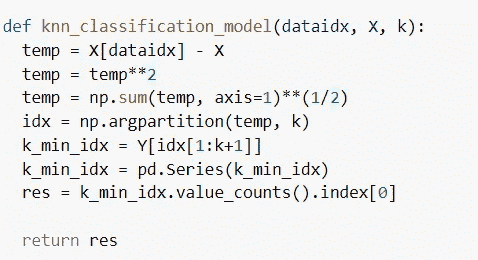 def knn_classification_model(dataidx, X, k):
  temp = X[dataidx] - X
  temp = temp**2
  temp = np.sum(temp, axis=1)**(1/2)
  idx = np.argpartition(temp, k)
  k_min_idx = Y[idx[1:k+1]]
  k_min_idx = pd.Series(k_min_idx)
  res = k_min_idx.value_counts().index[0]

  return res